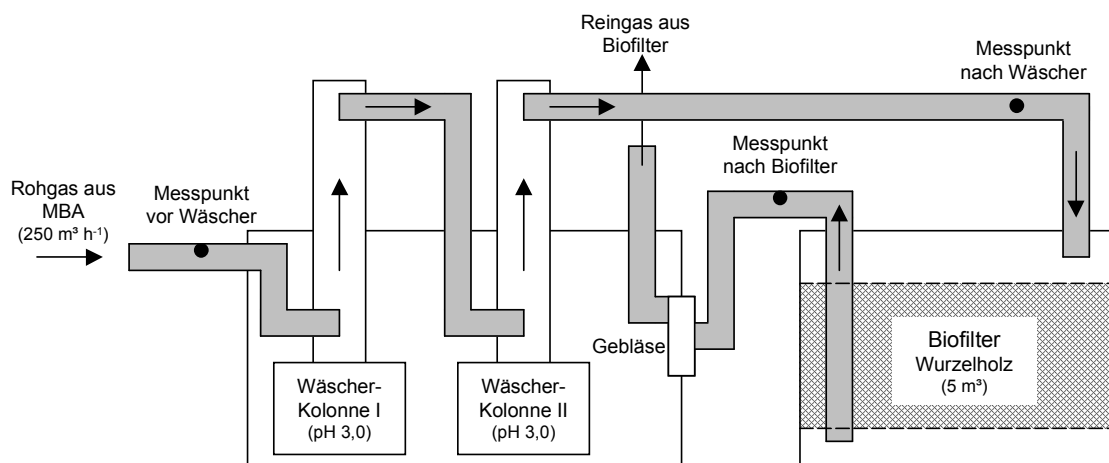 Rohgas aus
MBA
(250 m³ h⁻¹)
Messpunkt
vor Wäscher
Reingas aus
Biofilter
Messpunkt
nach Wäscher
Messpunkt
nach Biofilter
Gebläse
Wäscher-
Kolonne I
(pH 3,0)
Wäscher-
Kolonne II
(pH 3,0)
Biofilter
Wurzelholz
(5 m³)